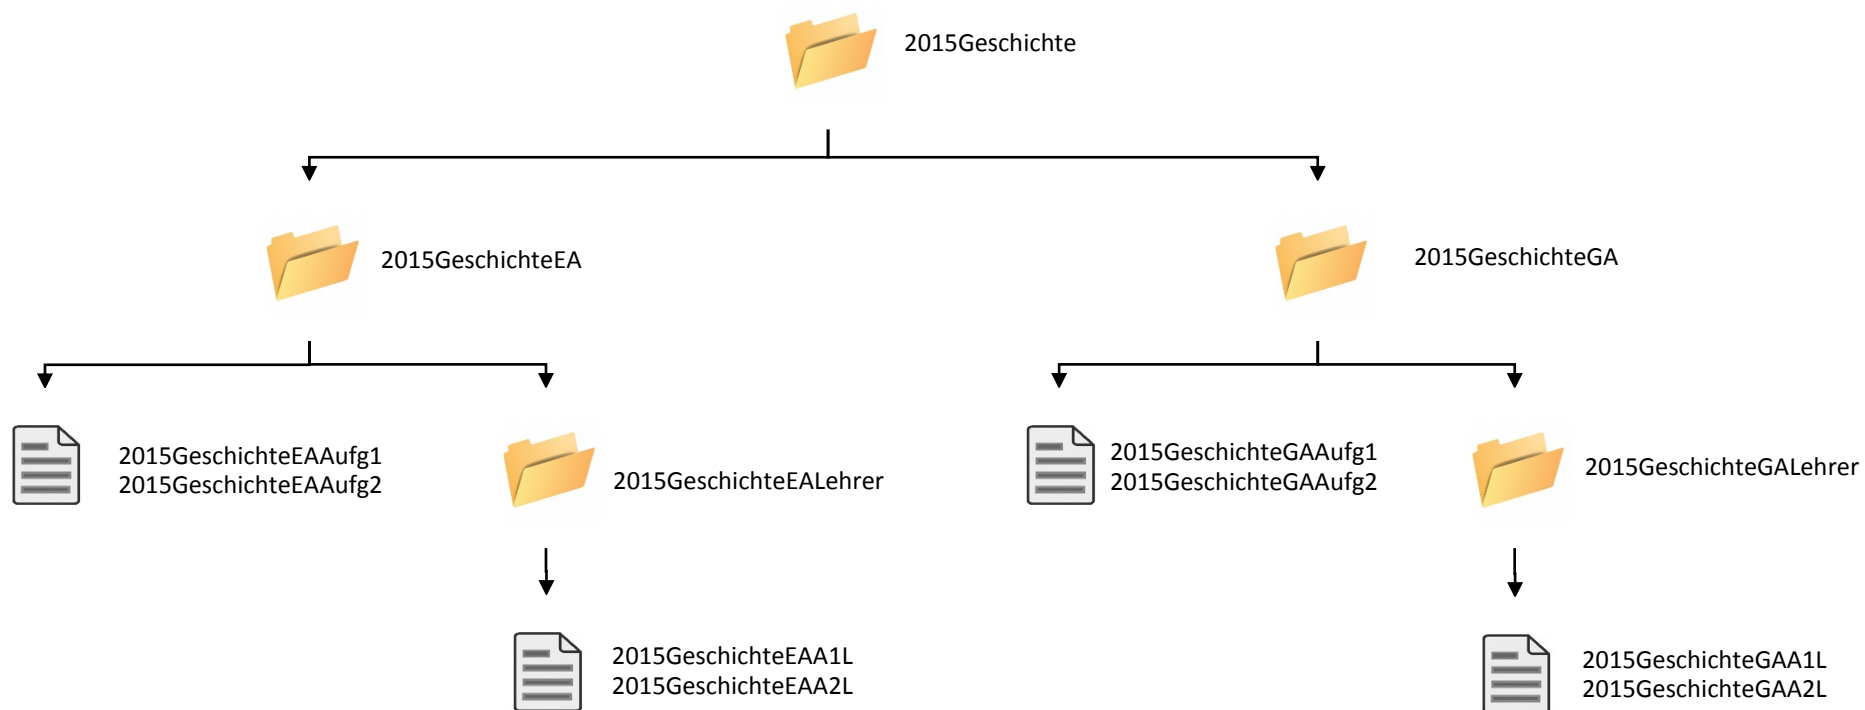 2015Geschichte
2015GeschichteEA
2015GeschichteGA
2015GeschichteEAAufg1
2015GeschichteEAAufg2
2015GeschichteEALehrer
2015GeschichteGAAufg1
2015GeschichteGAAufg2
2015GeschichteGALehrer
2015GeschichteEAA1L
2015GeschichteEAA2L
2015GeschichteGAA1L
2015GeschichteGAA2L